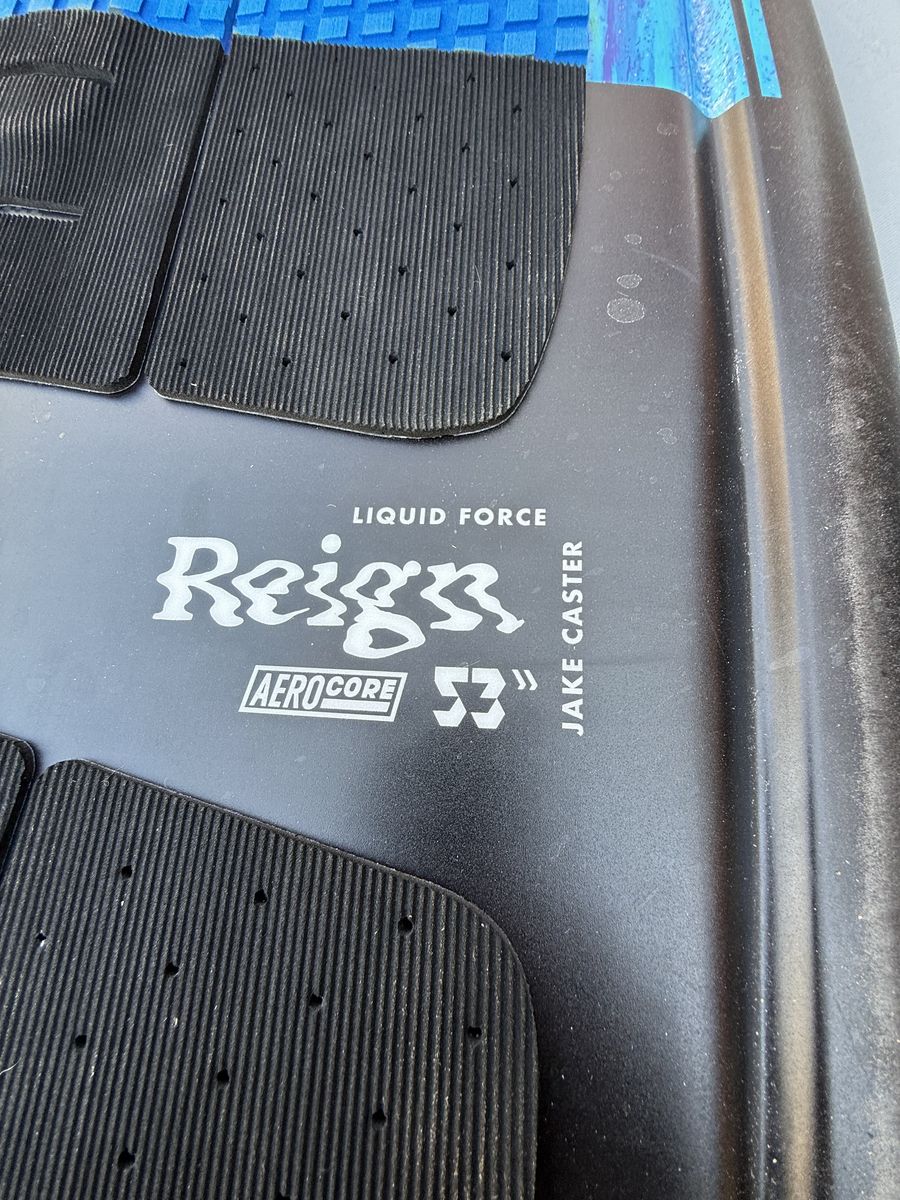 LIQUID FORCE
Reign
JAKE CASTER
AEROCORE
53"